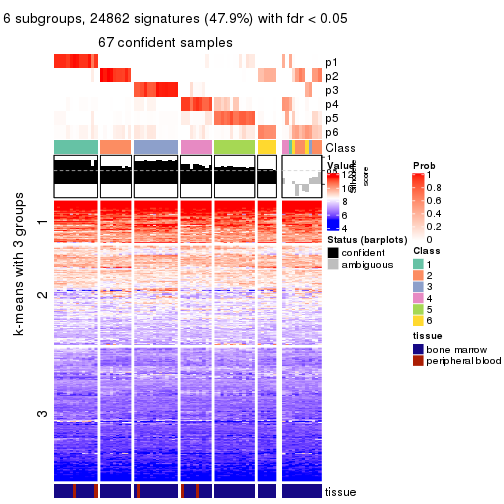 6 subgroups, 24862 signatures (47.9%) with fdr < 0.05
67 confident samples
p1
p2
p3
p4
p5
p6
Class
1
0.5
Silhouette
score
k-means with 3 groups
1
2
3
tissue
Value
12
10
8
6
4
Status (barplots)
confident
ambiguous
Prob
1
0.8
0.6
0.4
0.2
0
Class
1
2
3
4
5
6
tissue
bone marrow
peripheral blood